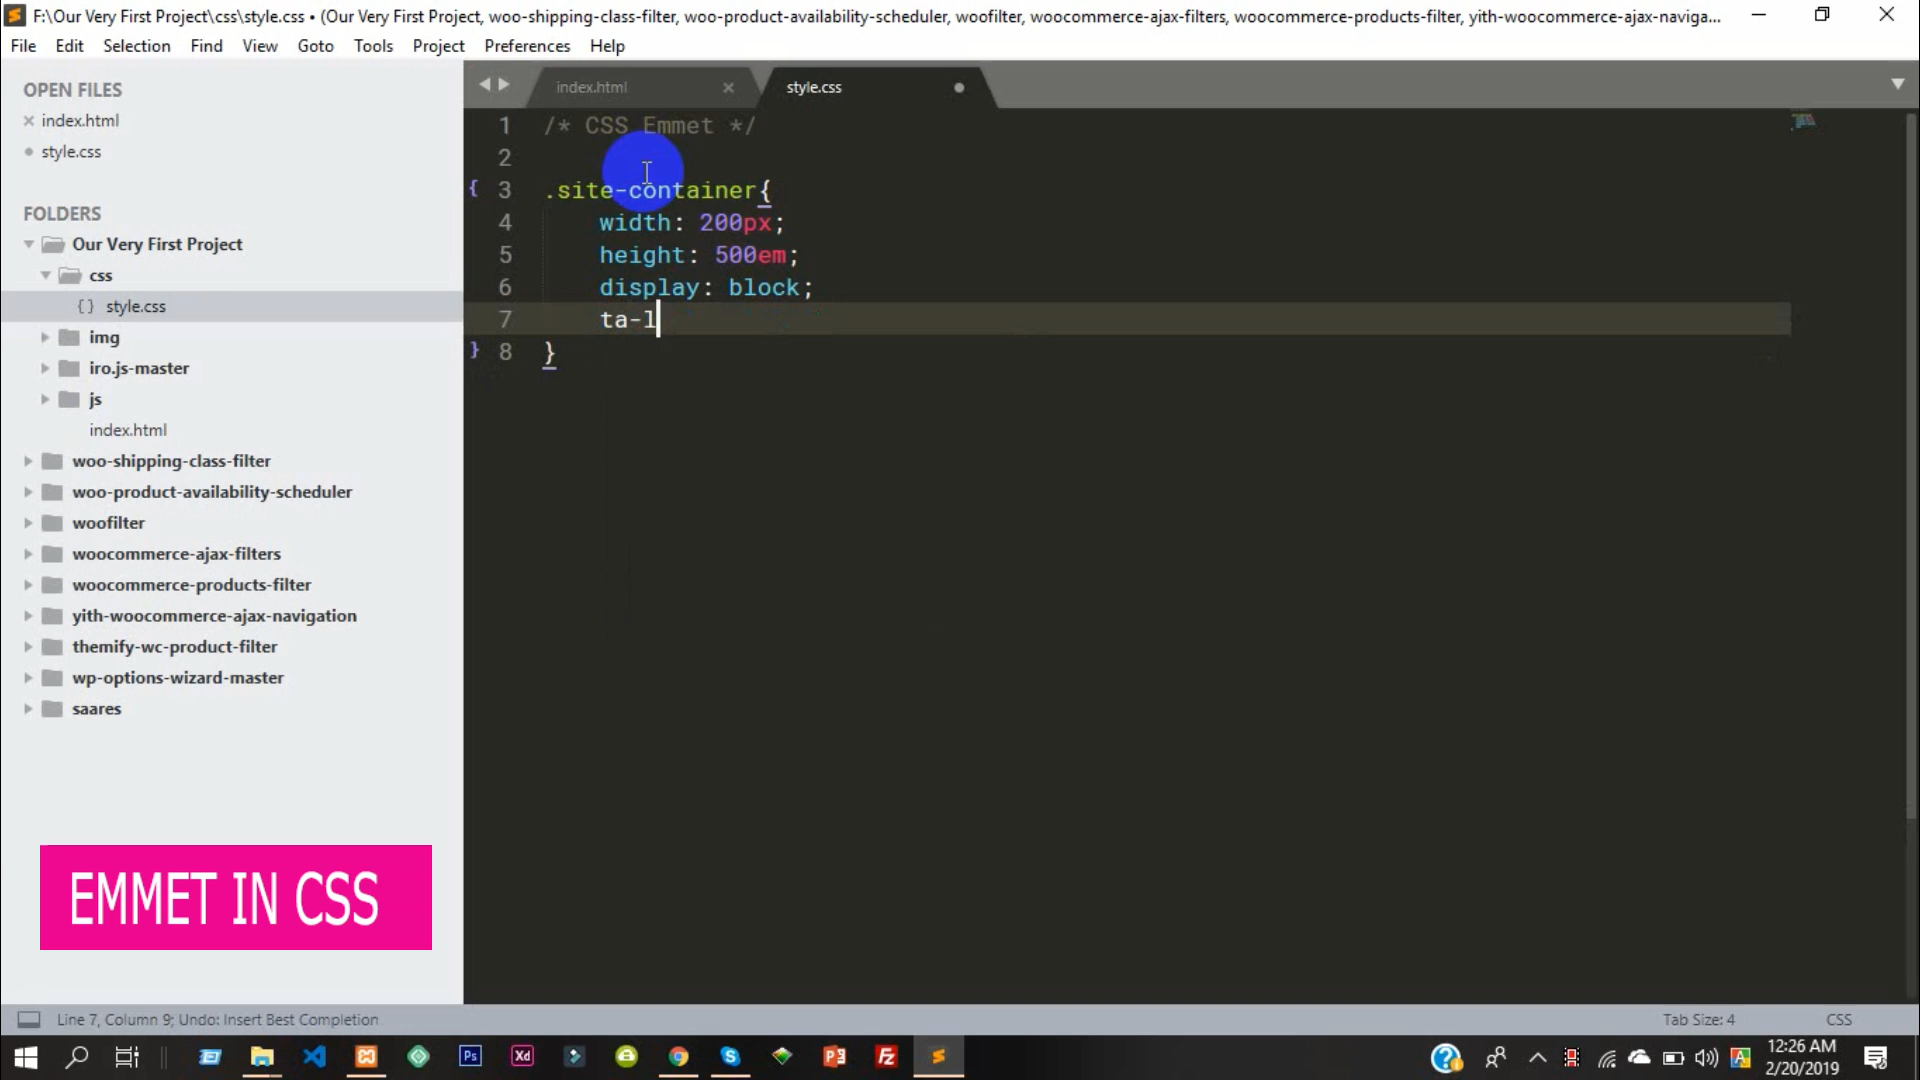 F:\Our Very First Project\css\style.css • (Our Very First Project, woo-shipping-class-filter, woo-product-availability-scheduler, woofilter, woocommerce-ajax-filters, woocommerce-products-filter, yith-woocommerce-ajax-naviga...
File Edit Selection Find View Goto Tools Project Preferences Help
OPEN FILES
index.html
style.css
FOLDERS
Our Very First Project
css
{} style.css
img
iro.js-master
js
index.html
woo-shipping-class-filter
woo-product-availability-scheduler
woofilter
woocommerce-ajax-filters
woocommerce-products-filter
yith-woocommerce-ajax-navigation
themify-wc-product-filter
wp-options-wizard-master
saares
index.html style.css
1 /* CSS Emmet */
2
{ 3 .site-container{
4 width: 200px;
5 height: 500em;
6 display: block;
7 ta-l
} 8 }
EMMET IN CSS
Line 7, Column 9; Undo: Insert Best Completion Tab Size: 4 CSS
Ps Xd Fz
12:26 AM
2/20/2019